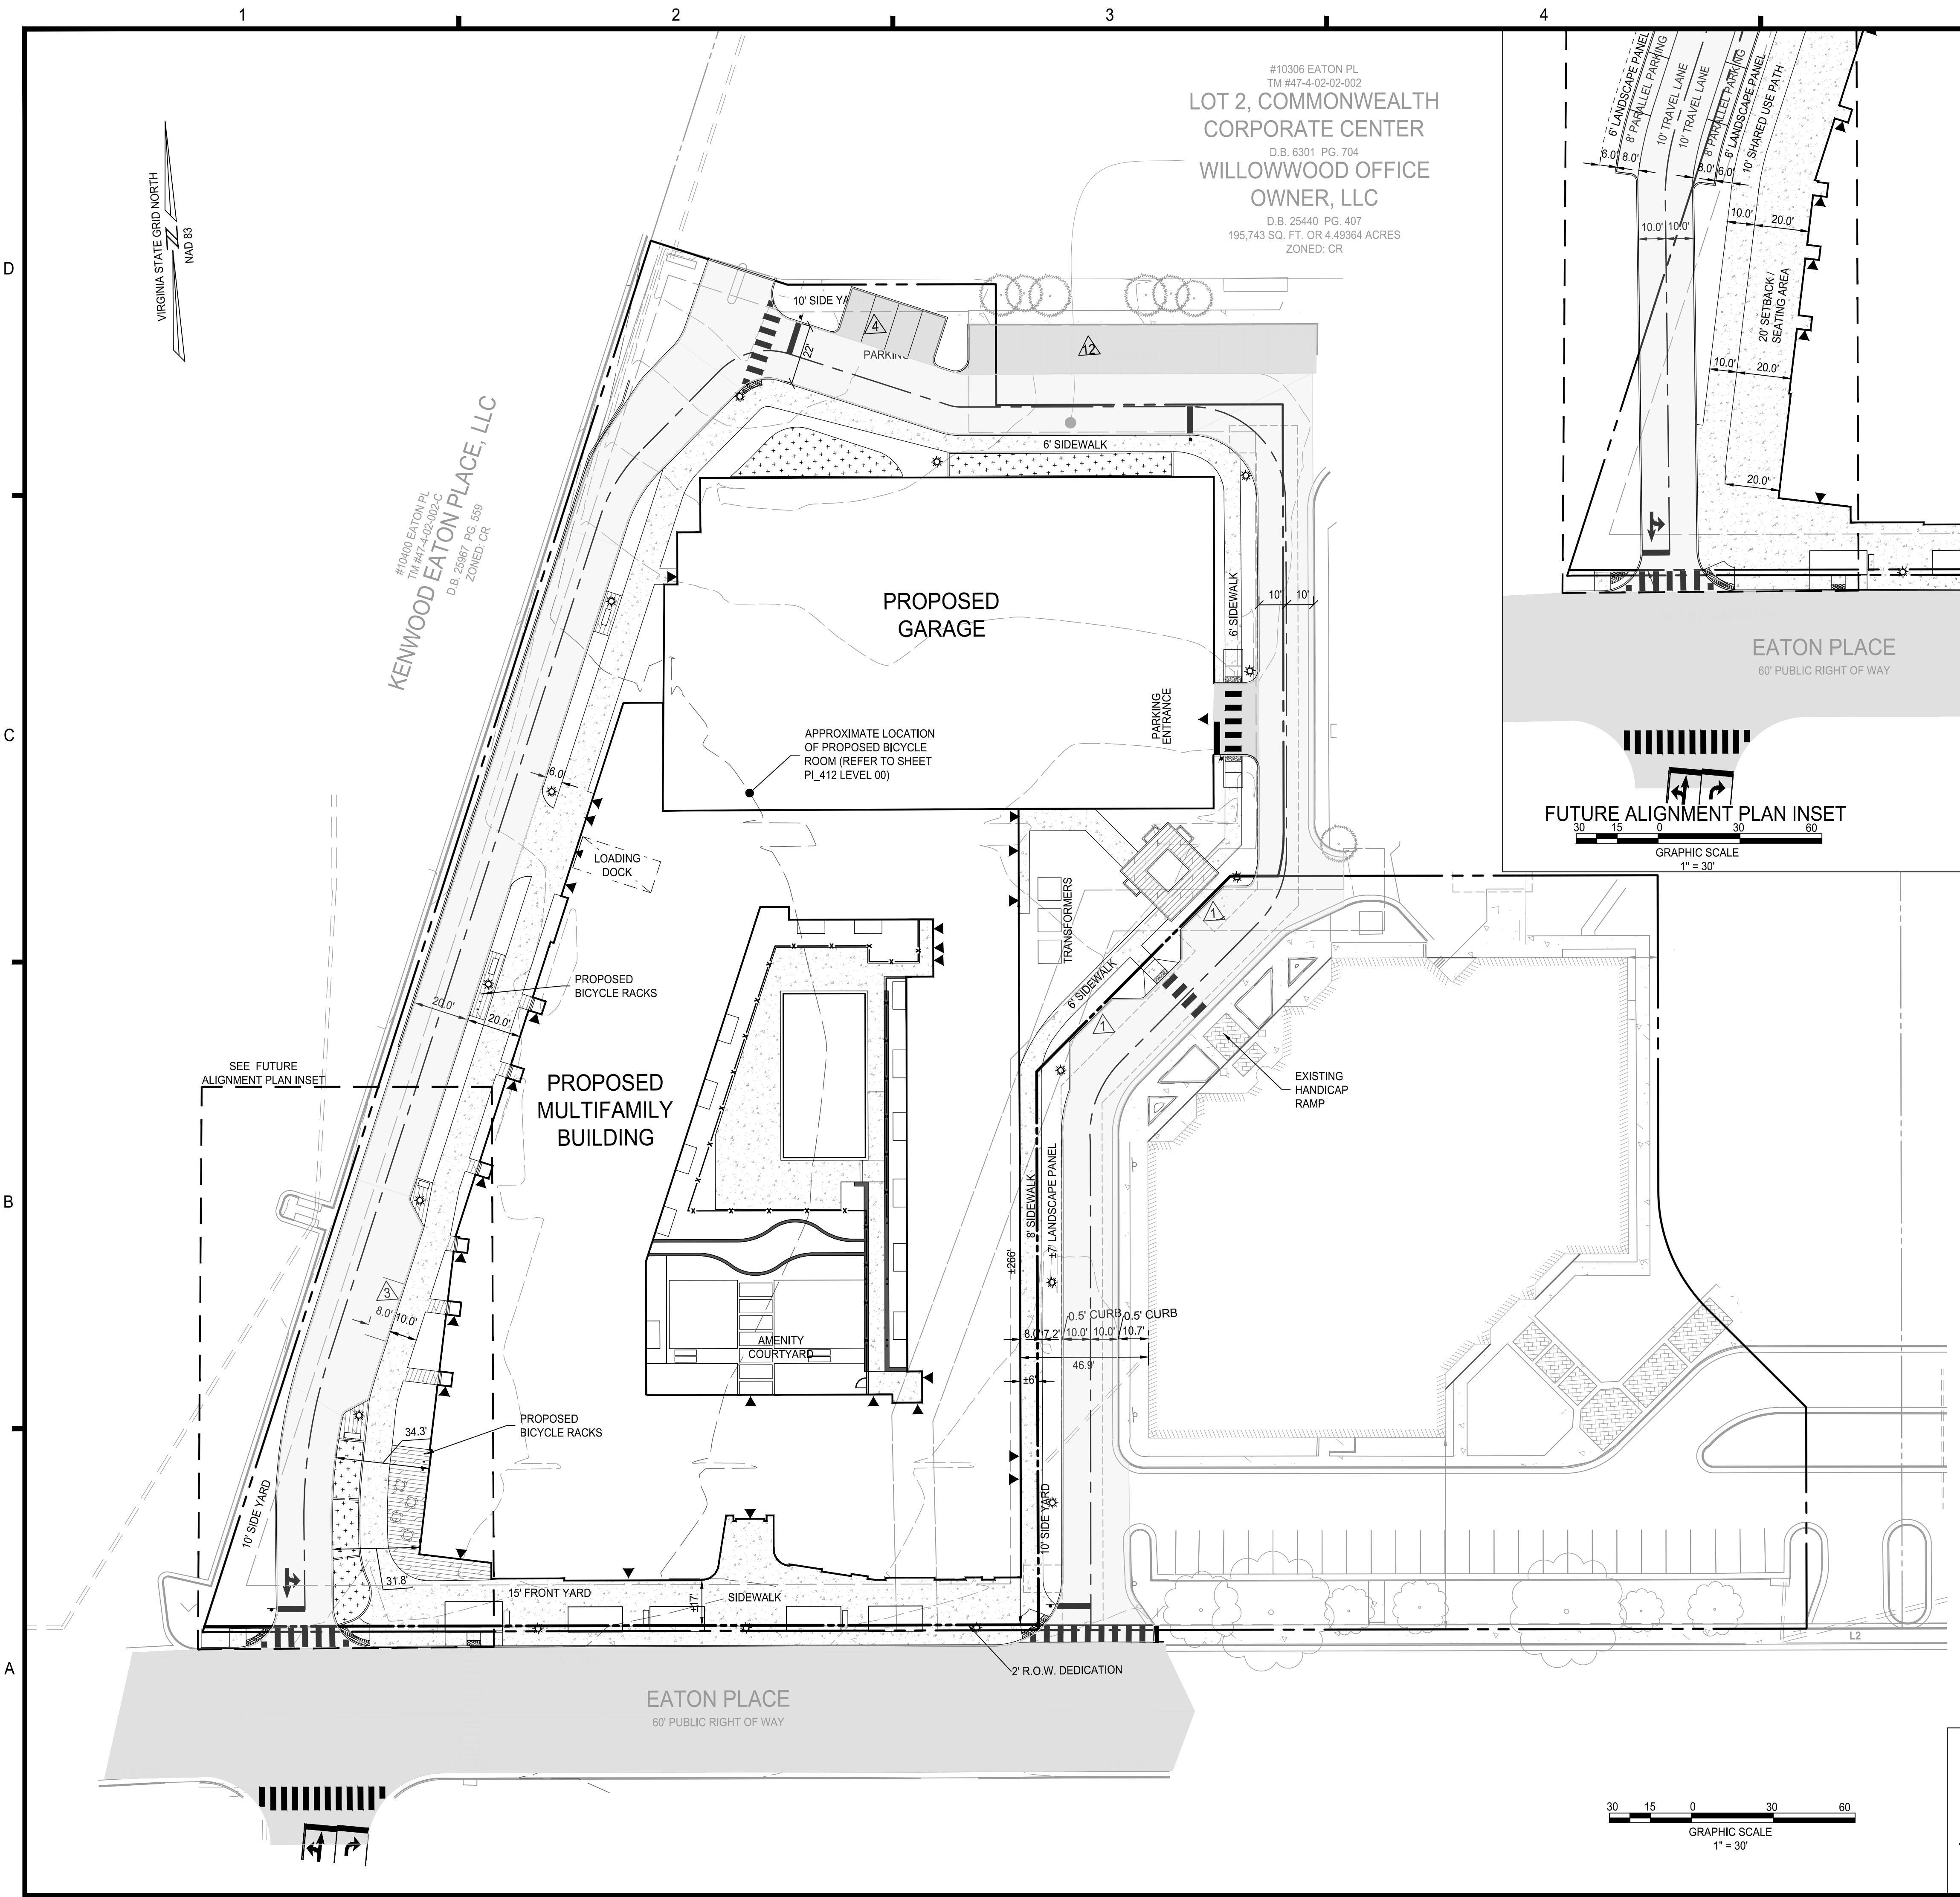 1
2
3
4
D
C
B
A
VIRGINIA STATE GRID NORTH
NAD 83
#10306 EATON PL
TM #47-4-02-02-002
LOT 2, COMMONWEALTH
CORPORATE CENTER
D.B. 6301 PG. 704
WILLOWWOOD OFFICE
OWNER, LLC
D.B. 25440 PG. 407
195,743 SQ. FT. OR 4.49364 ACRES
ZONED: CR
#10400 EATON PL
TM #47-4-02-002-C
KENWOOD EATON PLACE, LLC
D.B. 25967 PG. 559
ZONED: CR
10' SIDE YA
4
PARKING
22'
12
6' SIDEWALK
PROPOSED
GARAGE
6' SIDEWALK
10'
10'
PARKING
ENTRANCE
APPROXIMATE LOCATION
OF PROPOSED BICYCLE
ROOM (REFER TO SHEET
PI_412 LEVEL 00)
6.0'
LOADING
DOCK
TRANSFORMERS
1
6' SIDEWALK
1
PROPOSED
BICYCLE RACKS
20.0'
20.0'
SEE FUTURE
ALIGNMENT PLAN INSET
PROPOSED
MULTIFAMILY
BUILDING
EXISTING
HANDICAP
RAMP
8' SIDEWALK
±7' LANDSCAPE PANEL
±266'
3
8.0'
10.0'
0.5' CURB
0.5' CURB
8.0'
7.2'
10.0'
10.0'
10.7'
46.9'
±6'
AMENITY
COURTYARD
PROPOSED
BICYCLE RACKS
34.3'
10' SIDE YARD
10' SIDE YARD
31.8'
15' FRONT YARD
±17'
SIDEWALK
2' R.O.W. DEDICATION
L2
EATON PLACE
60' PUBLIC RIGHT OF WAY
30 15 0 30 60
GRAPHIC SCALE
1" = 30'
6' LANDSCAPE PANEL
8' PARALLEL PARKING
10' TRAVEL LANE
10' TRAVEL LANE
8' PARALLEL PARKING
6' LANDSCAPE PANEL
10' SHARED USE PATH
6.0'
8.0'
8.0'
6.0'
10.0'
10.0'
10.0'
20.0'
20' SETBACK /
SEATING AREA
10.0'
20.0'
20.0'
EATON PLACE
60' PUBLIC RIGHT OF WAY
FUTURE ALIGNMENT PLAN INSET
30 15 0 30 60
GRAPHIC SCALE
1" = 30'